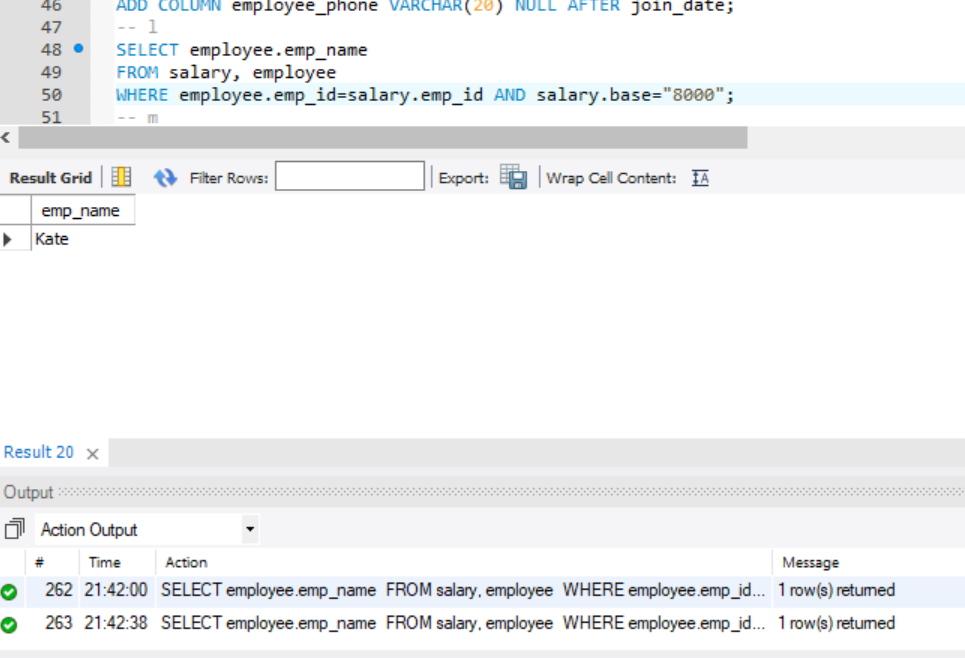 46 ADD COLUMN employee_phone VARCHAR(20) NULL AFTER join_date;
47 -- l
48 SELECT employee.emp_name
49 FROM salary, employee
50 WHERE employee.emp_id=salary.emp_id AND salary.base="8000";
51 -- m
Result Grid Filter Rows: Export: Wrap Cell Content:
emp_name
Kate
Result 20
Output
Action Output
# Time Action Message
262 21:42:00 SELECT employee.emp_name FROM salary, employee WHERE employee.emp_id... 1 row(s) returned
263 21:42:38 SELECT employee.emp_name FROM salary, employee WHERE employee.emp_id... 1 row(s) returned